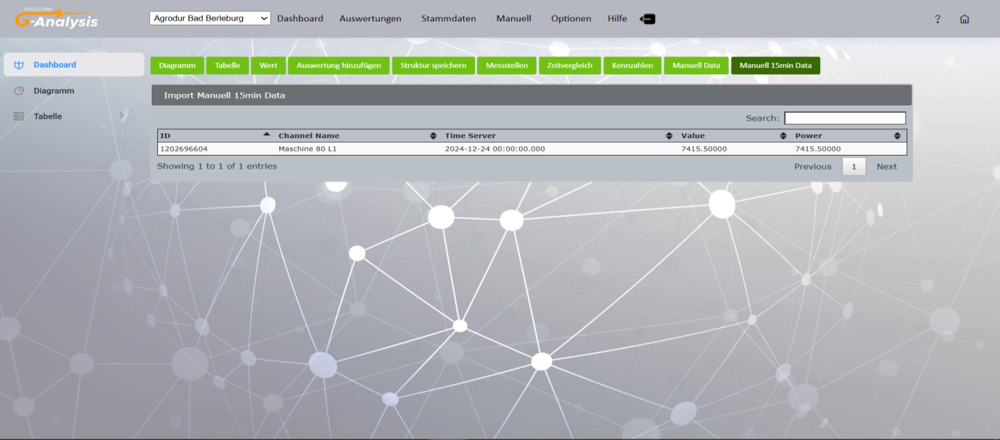 GIPSCOMM
G-Analysis
Agrodur Bad Berleburg Dashboard Auswertungen Stammdaten Manuell Optionen Hilfe ?
Dashboard
Diagramm
Tabelle
Diagramm Tabelle Wert Auswertung hinzufügen Struktur speichern Messstellen Zeitvergleich Kennzahlen Manuell Data Manuell 15min Data
Import Manuell 15min Data
Search:
ID Channel Name Time Server Value Power
1202696604 Maschine 80 L1 2024-12-24 00:00:00.000 7415.50000 7415.50000
Showing 1 to 1 of 1 entries Previous 1 Next